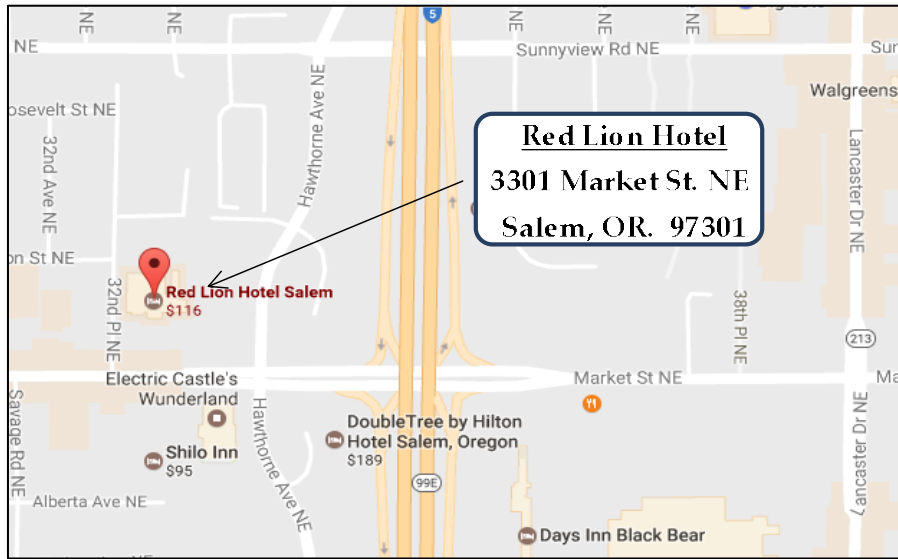 5
NE
NE
NE
NE
NE
NE
Sunnyview Rd NE
Sun
Walgreens
osevelt St NE
32nd Ave NE
Hawthorne Ave NE
Lancaster Dr NE
Red Lion Hotel
3301 Market St. NE
Salem, OR. 97301
on St NE
32nd Pl NE
Red Lion Hotel Salem
$116
38th Pl NE
213
Electric Castle's
Wunderland
Market St NE
Ma
Savage Rd NE
Hawthorne Ave NE
DoubleTree by Hilton
Hotel Salem, Oregon
$189
Lancaster Dr NE
Shilo Inn
$95
99E
Alberta Ave NE
Days Inn Black Bear